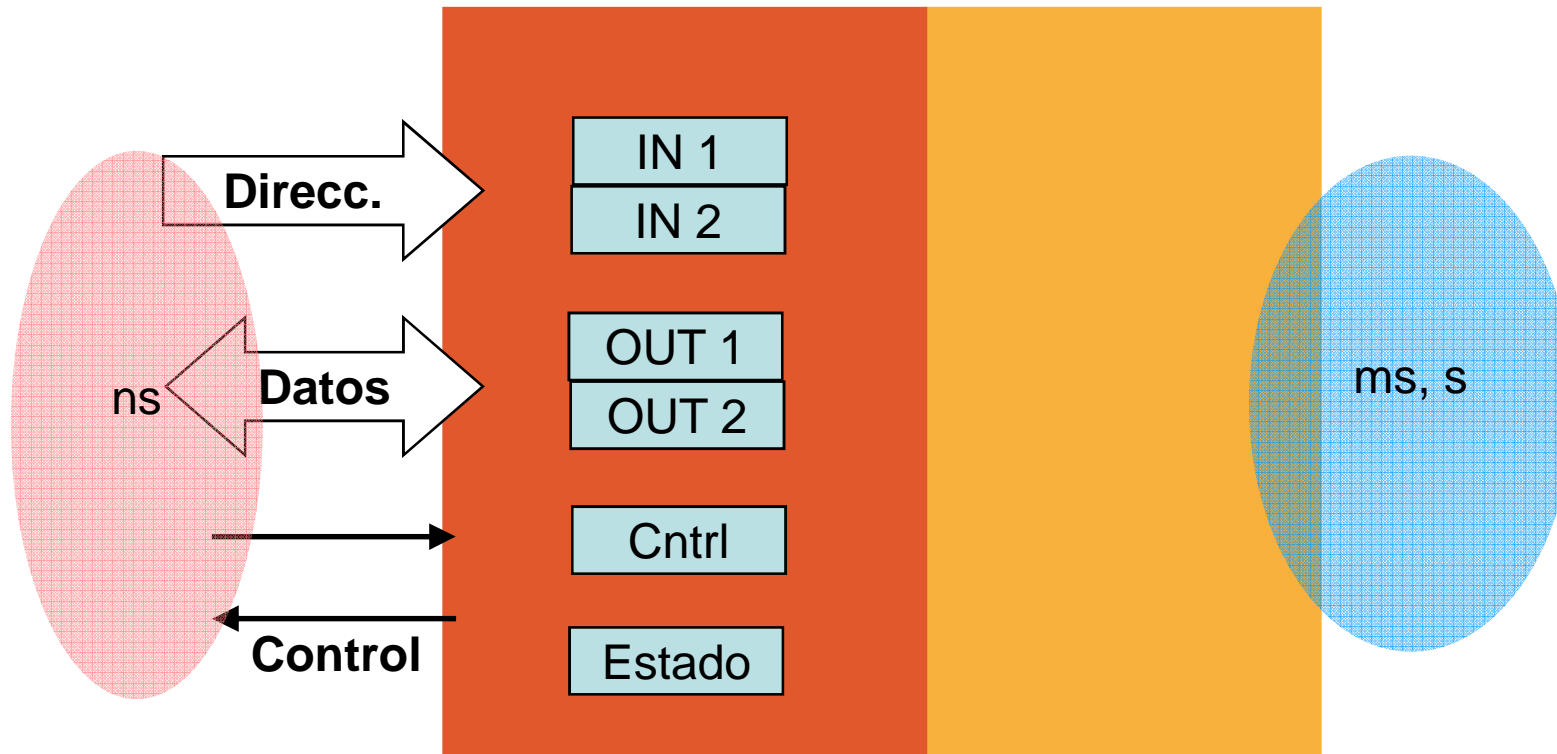 IN 1
Direcc.
IN 2
OUT 1
ns
Datos
ms, s
OUT 2
Cntrl
Control
Estado